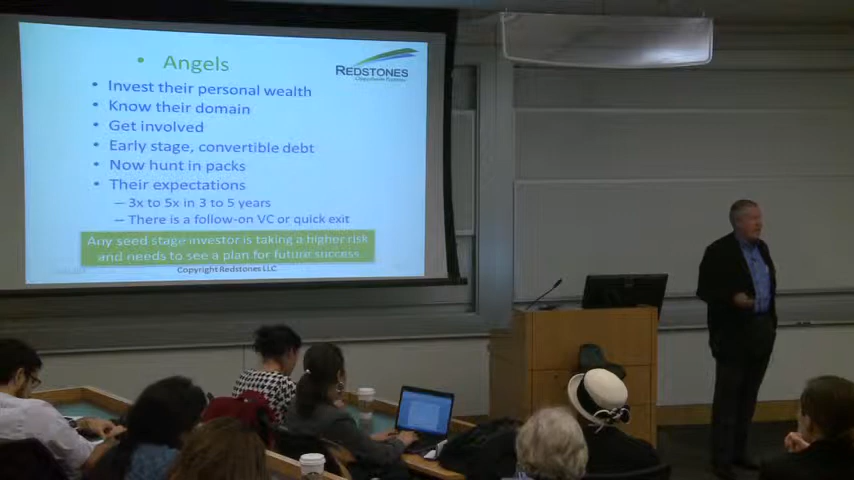 Angels
REDSTONES
Invest their personal wealth
Know their domain
Get involved
Early stage, convertible debt
Now hunt in packs
Their expectations
– 3x to 5x in 3 to 5 years
– There is a follow-on VC or quick exit
Any seed stage investor is taking a higher risk
and needs to see a plan for future success.
Copyright Redstones LLC